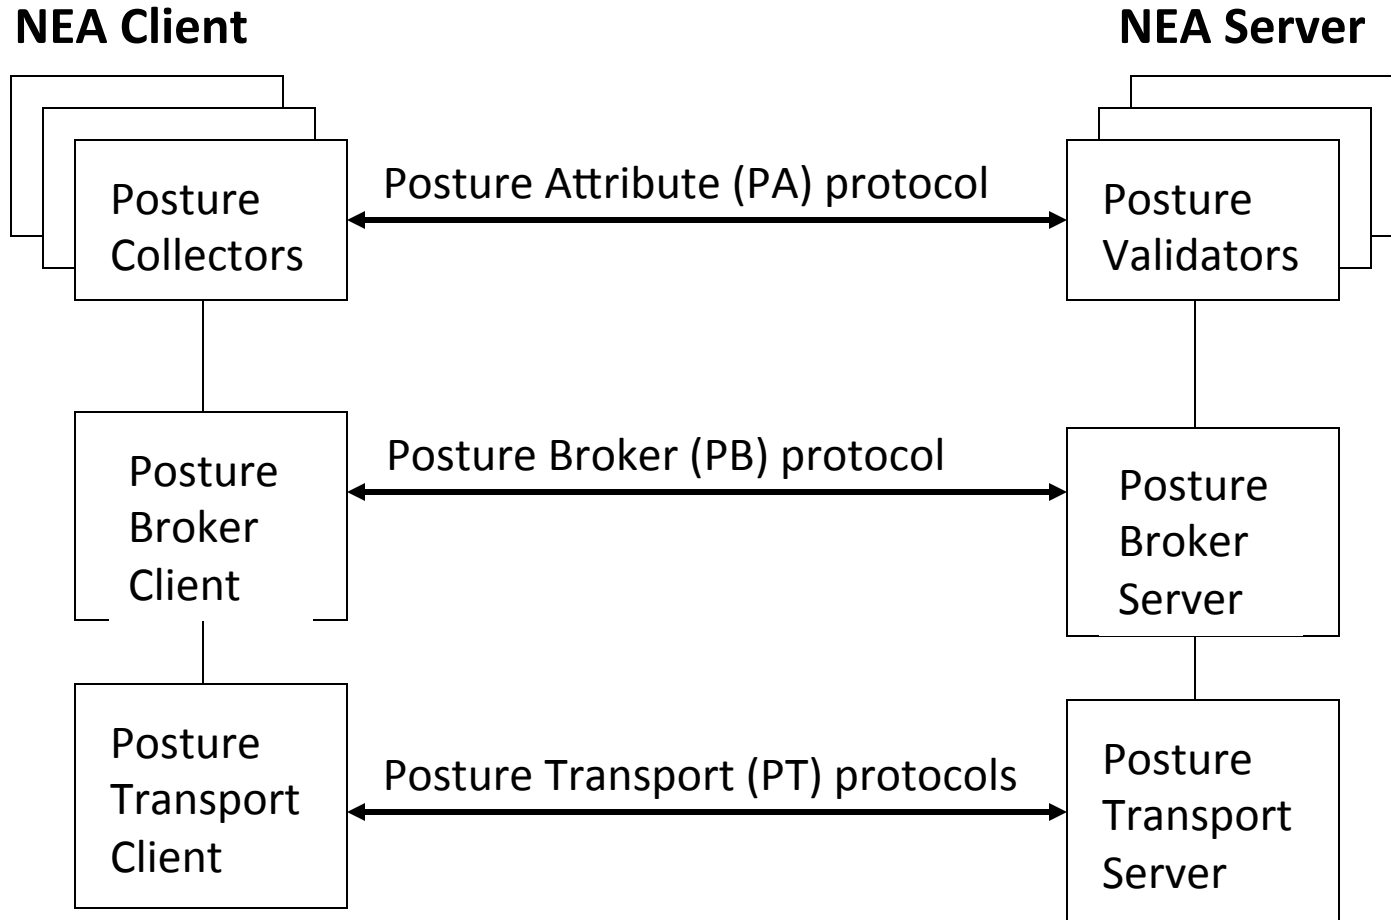 NEA Client
NEA Server
Posture
Collectors
Posture Attribute (PA) protocol
Posture
Validators
Posture
Broker
Client
Posture Broker (PB) protocol
Posture
Broker
Server
Posture
Transport
Client
Posture Transport (PT) protocols
Posture
Transport
Server